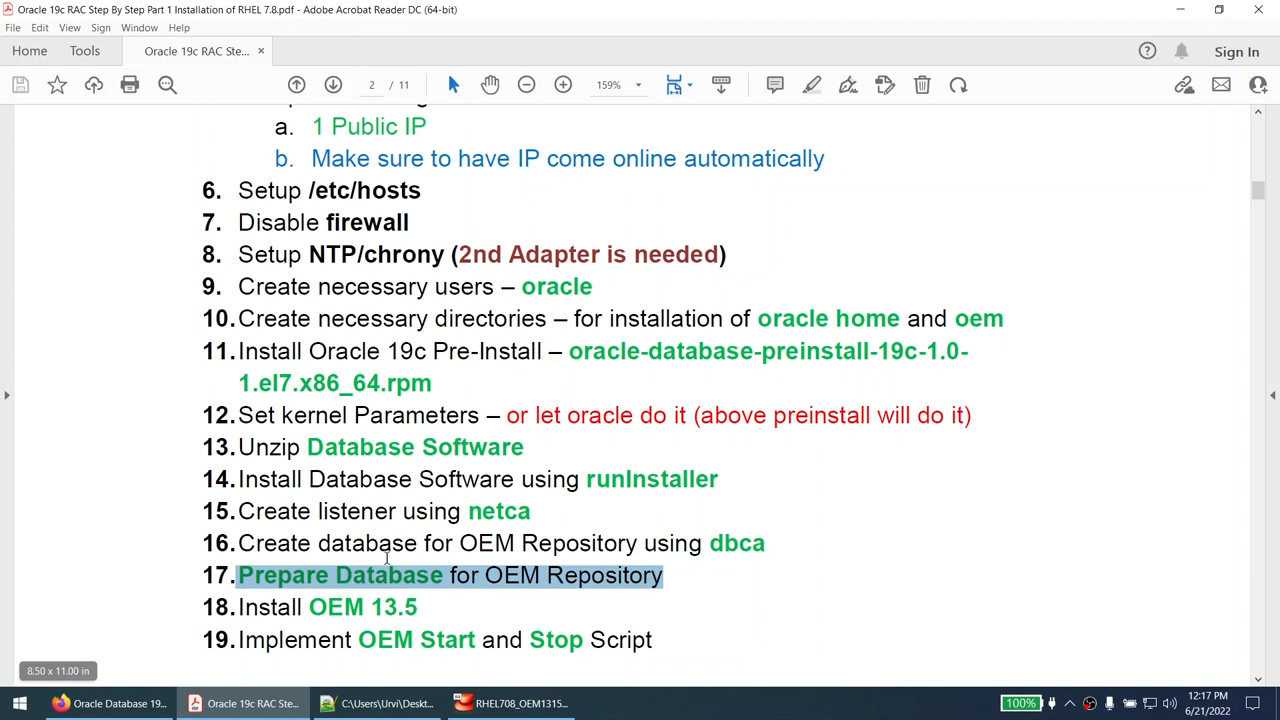 Oracle 19c RAC Step By Step Part 1 Installation of RHEL 7.8.pdf - Adobe Acrobat Reader DC (64-bit)
File Edit View Sign Window Help
Home Tools Oracle 19c RAC Ste... × Sign In
2 / 11 159%
a. 1 Public IP
b. Make sure to have IP come online automatically
6. Setup /etc/hosts
7. Disable firewall
8. Setup NTP/chrony (2nd Adapter is needed)
9. Create necessary users – oracle
10. Create necessary directories – for installation of oracle home and oem
11. Install Oracle 19c Pre-Install – oracle-database-preinstall-19c-1.0-
1.el7.x86_64.rpm
12. Set kernel Parameters – or let oracle do it (above preinstall will do it)
13. Unzip Database Software
14. Install Database Software using runInstaller
15. Create listener using netca
16. Create database for OEM Repository using dbca
17. Prepare Database for OEM Repository
18. Install OEM 13.5
19. Implement OEM Start and Stop Script
8.50 x 11.00 in
Oracle Database 19... Oracle 19c RAC Ste... C:\Users\Urvi\Deskt... RHEL708_OEM1315... 100% 12:17 PM
6/21/2022